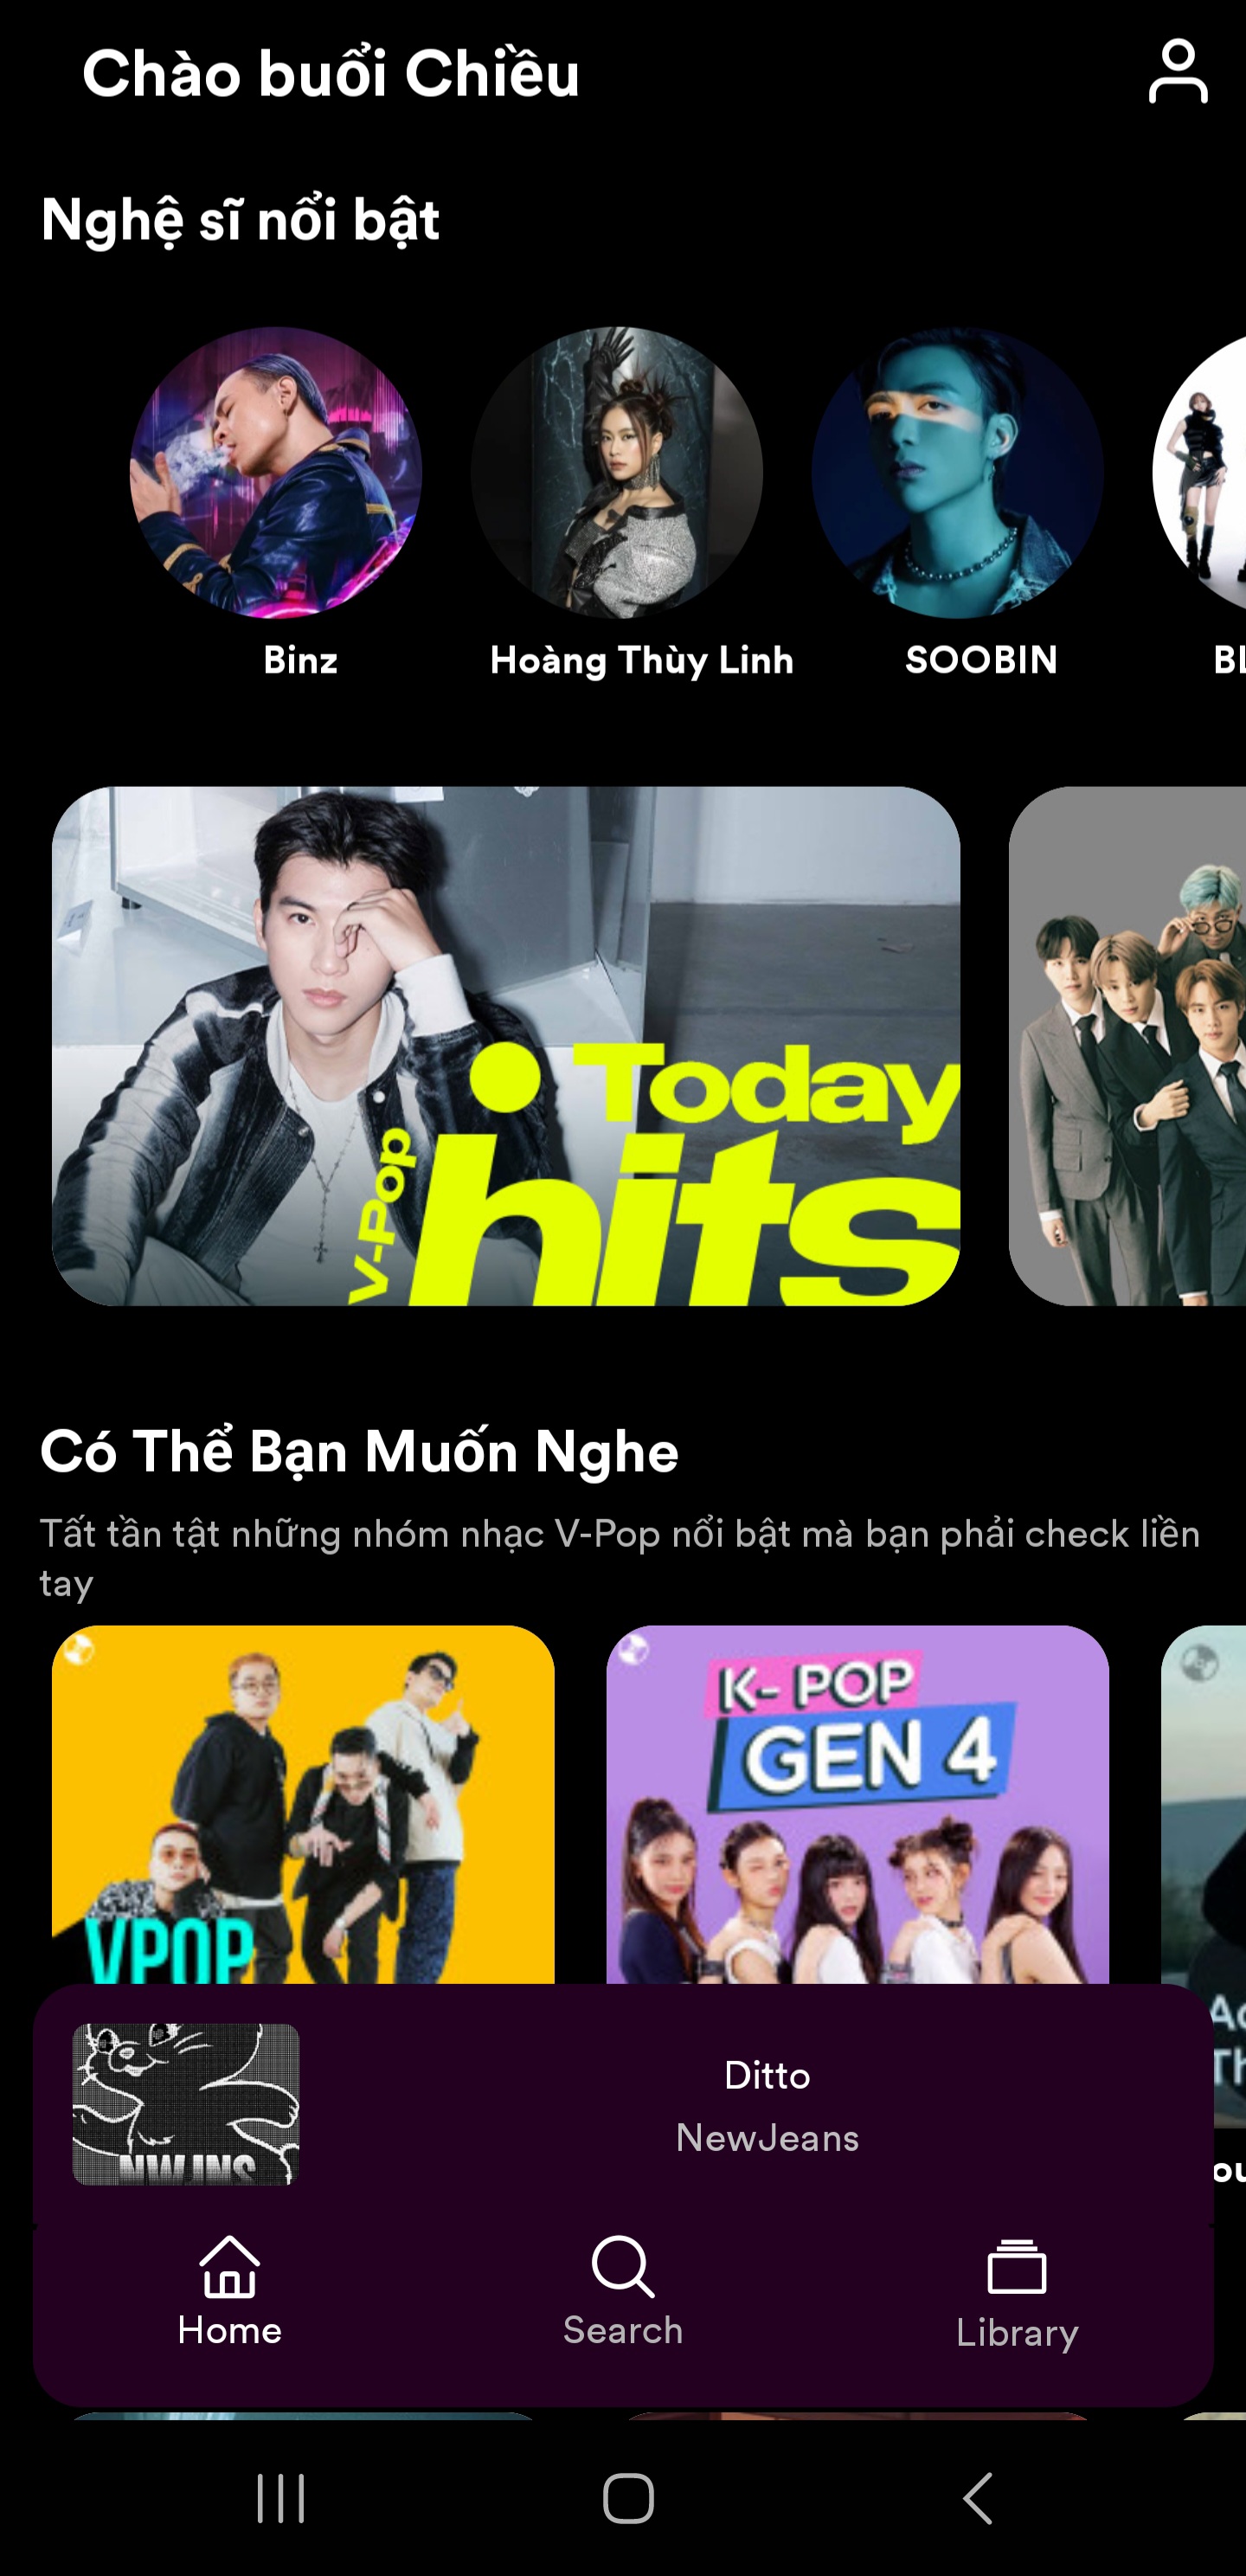 Chào buổi Chiều
Nghệ sĩ nổi bật
Binz
Hoàng Thùy Linh
SOOBIN
BL
Today
hits
V-Pop
Có Thể Bạn Muốn Nghe
Tất tần tật những nhóm nhạc V-Pop nổi bật mà bạn phải check liền
tay
K- POP
GEN 4
VPOP
Ditto
NewJeans
NWJNS
Home
Search
Library